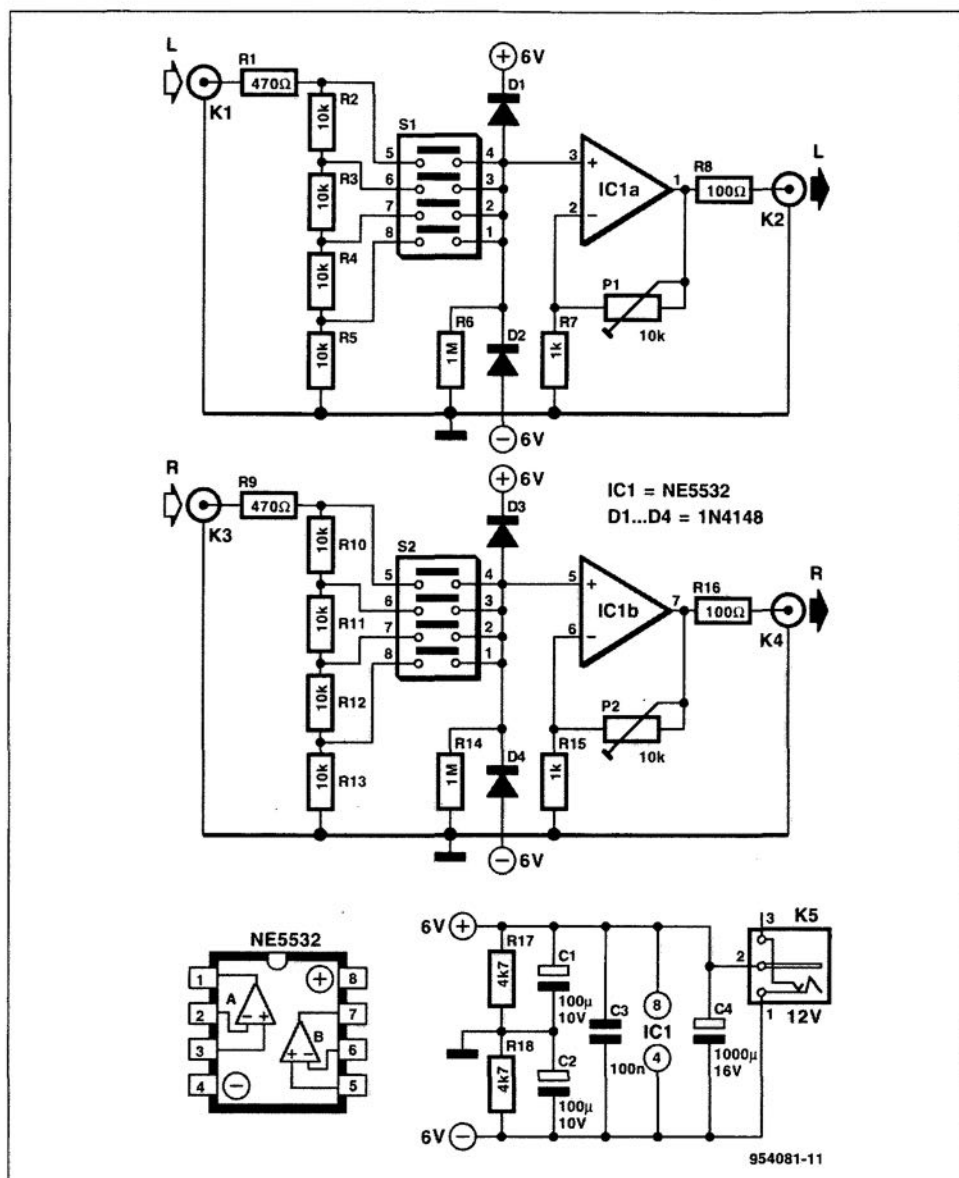 L
K1
R1
470Ω
R2
10k
R3
10k
R4
10k
R5
10k
S1
5 4
6 3
7 2
8 1
+ 6V
D1
R6
1M
D2
− 6V
3
+
2
−
IC1a
1
R8
100Ω
L
K2
P1
10k
R7
1k
R
K3
R9
470Ω
10k
R10
10k
R11
10k
R12
10k
R13
S2
5 4
6 3
7 2
8 1
+ 6V
D3
R14
1M
D4
− 6V
IC1 = NE5532
D1...D4 = 1N4148
5
+
6
−
IC1b
7
R16
100Ω
R
K4
P2
10k
R15
1k
NE5532
1
2
3
4
A
− +
B
+ −
+
−
8
7
6
5
6V +
R17
4k7
C1
100µ
10V
R18
4k7
C2
100µ
10V
C3
100n
8
IC1
4
C4
1000µ
16V
3
K5
2
1
12V
6V −
954081-11